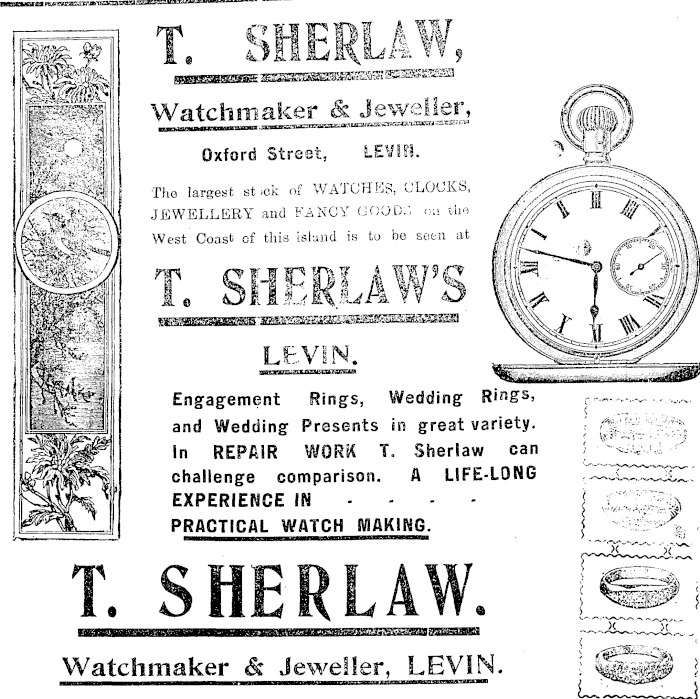 T. SHERLAW,
Watchmaker & Jeweller,
Oxford Street, LEVIN.
The largest stock of WATCHES, CLOCKS,
JEWELLERY and FANCY GOODS on the
West Coast of this island is to be seen at
T. SHERLAW'S
LEVIN.
Engagement Rings, Wedding Rings,
and Wedding Presents in great variety.
In REPAIR WORK T. Sherlaw can
challenge comparison. A LIFE-LONG
EXPERIENCE IN - - - -
PRACTICAL WATCH MAKING.
T. SHERLAW.
Watchmaker & Jeweller, LEVIN.